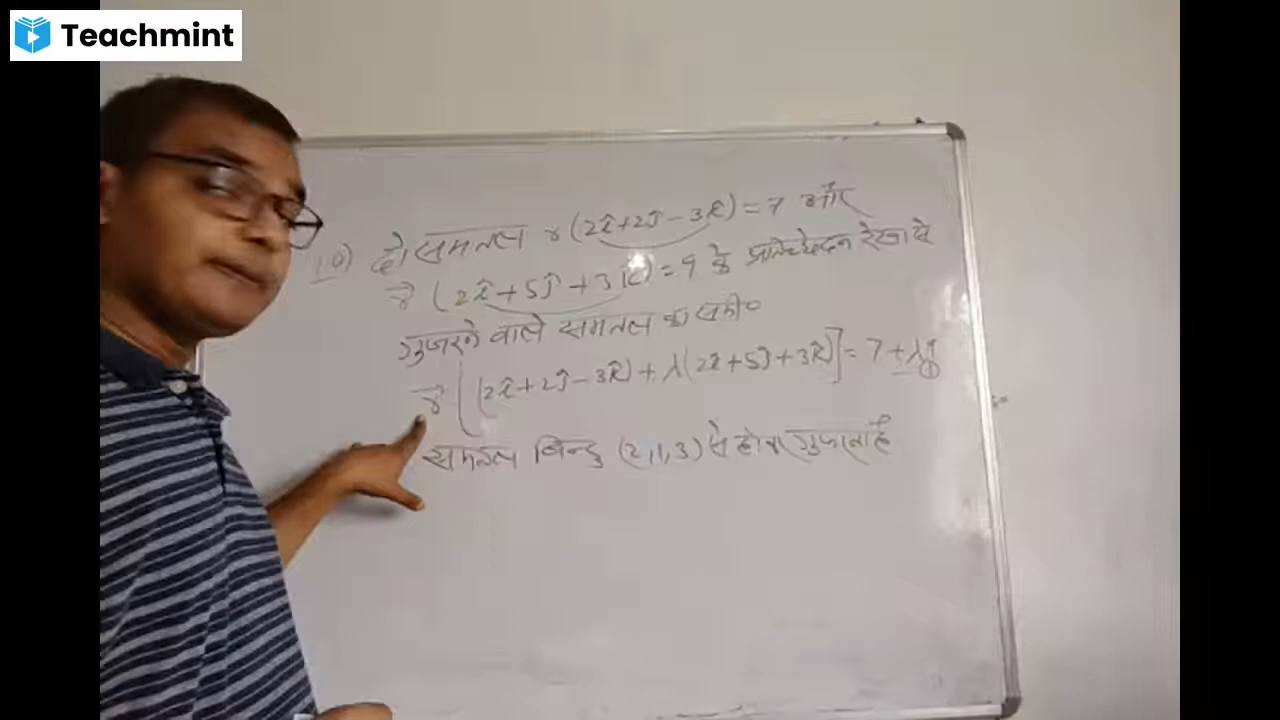 Teachmint
10) दो समतल r (2î+2ĵ-3k̂) = 7 और
r⃗ (2î+5ĵ+3k̂) = 9 के प्रतिच्छेदन रेखा से
गुजरने वाले समतल का समी०
r⃗ [(2î+2ĵ-3k̂)+λ(2î+5ĵ+3k̂)] = 7+λ9 ①
समतल बिन्दु (2,1,3) से होकर गुजरता है